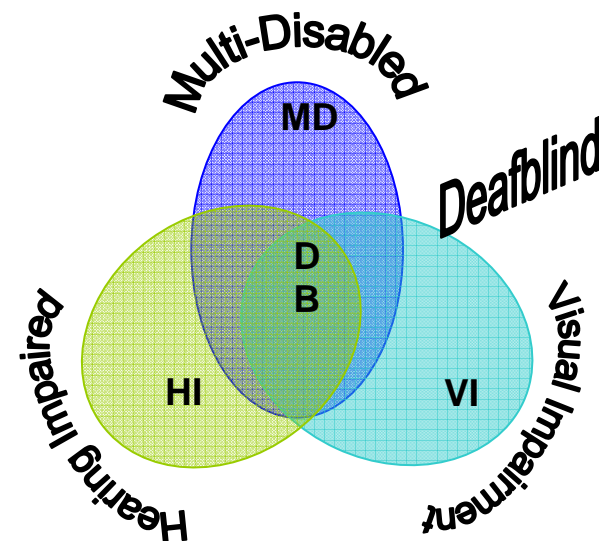 Multi-Disabled
MD
Deafblind
D
B
HI
VI
Hearing Impaired
Visual Impairment